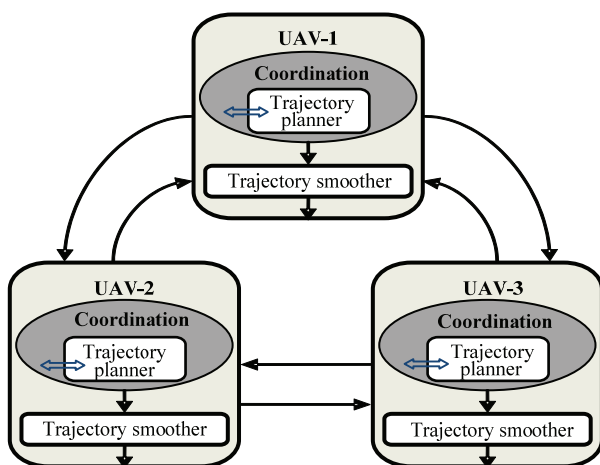 UAV-1
Coordination
Trajectory
planner
Trajectory smoother
UAV-2
Coordination
Trajectory
planner
Trajectory smoother
UAV-3
Coordination
Trajectory
planner
Trajectory smoother